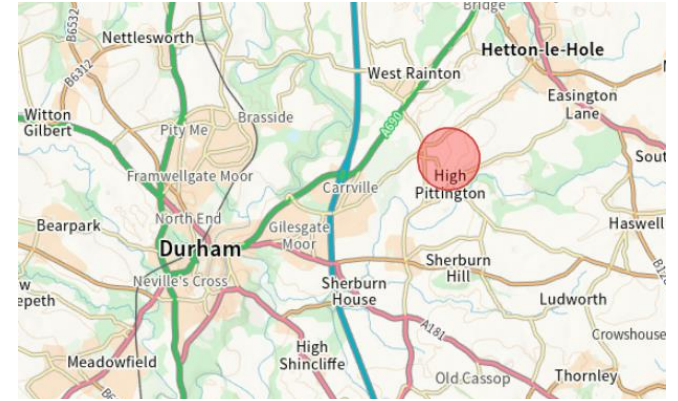 Bridge
B6532
Nettlesworth
Hetton-le-Hole
B6312
West Rainton
Easington
Lane
Witton
Gilbert
Brasside
Pity Me
A690
Sout
Framwellgate Moor
Carrville
High
Pittington
North End
Bearpark
Gilesgate
Moor
Haswell
Durham
Sherburn
Hill
Neville's Cross
Sherburn
House
w
epeth
Ludworth
A181
Crowshouse
High
Shincliffe
Meadowfield
Old Cassop
Thornley